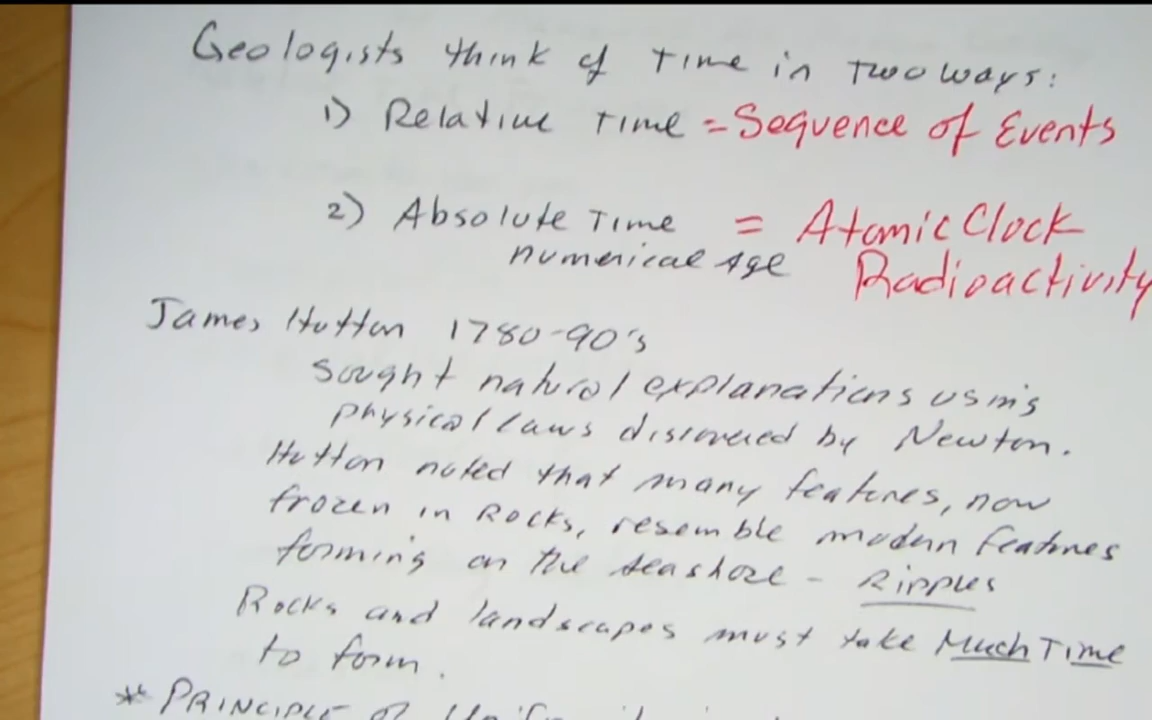 Geologists think of Time in Two ways:
1) Relative Time = Sequence of Events
2) Absolute Time = Atomic Clock
numerical Age Radioactivity
James Hutton 1780-90's
sought natural explanations using
physical laws discovered by Newton.
Hutton noted that many features, now
frozen in Rocks, resemble modern features
forming on the seashore - Ripples
Rocks and landscapes must take Much Time
to form.
* PRINCIPLE of